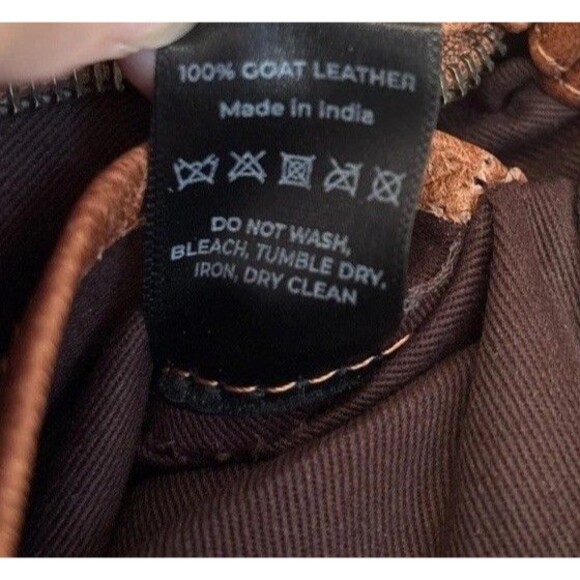 100% GOAT LEATHER
Made in India
DO NOT WASH,
BLEACH, TUMBLE DRY,
IRON, DRY CLEAN